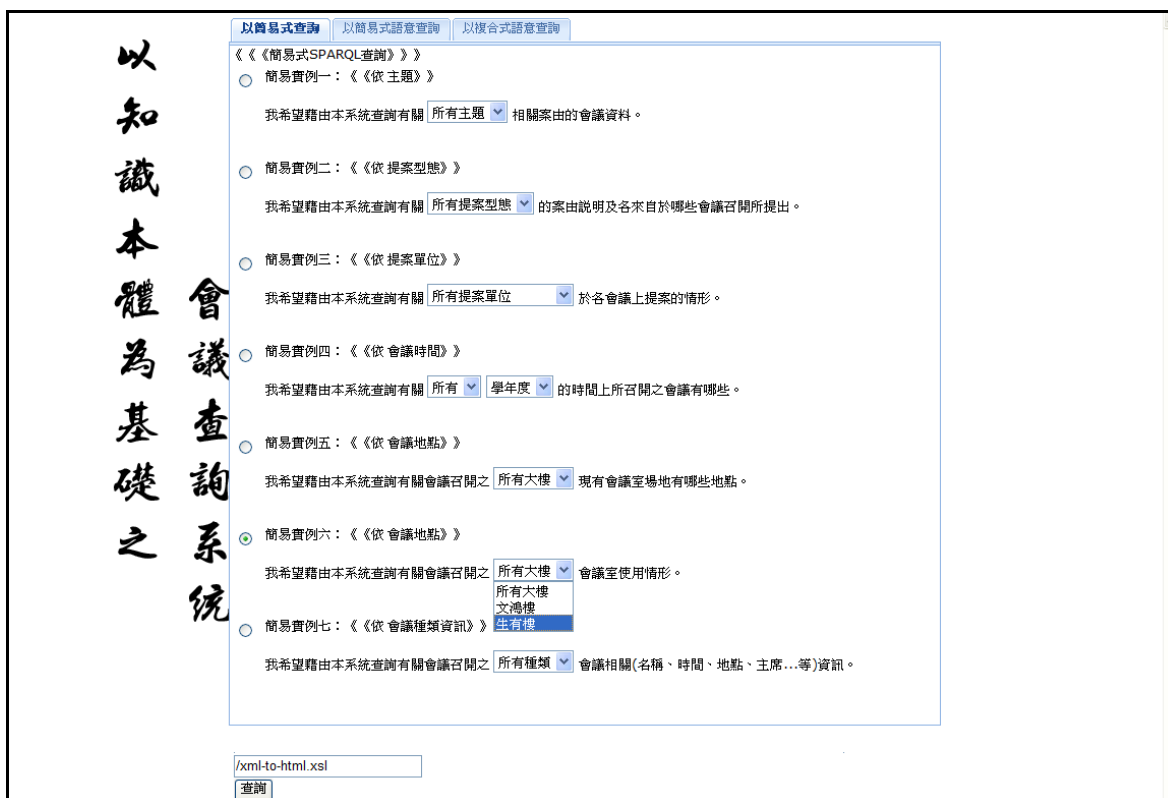 以知識本體為基礎之
會議查詢系統
以簡易式查詢 以簡易式語意查詢 以複合式語意查詢
《《《簡易式SPARQL查詢》》》
簡易實例一：《《依 主題》》
我希望藉由本系統查詢有關 所有主題 相關案由的會議資料。
簡易實例二：《《依 提案型態》》
我希望藉由本系統查詢有關 所有提案型態 的案由說明及各來自於哪些會議召開所提出。
簡易實例三：《《依 提案單位》》
我希望藉由本系統查詢有關 所有提案單位 於各會議上提案的情形。
簡易實例四：《《依 會議時間》》
我希望藉由本系統查詢有關 所有 學年度 的時間上所召開之會議有哪些。
簡易實例五：《《依 會議地點》》
我希望藉由本系統查詢有關會議召開之 所有大樓 現有會議室場地有哪些地點。
簡易實例六：《《依 會議地點》》
我希望藉由本系統查詢有關會議召開之 所有大樓 會議室使用情形。
所有大樓
文鴻樓
生有樓
簡易實例七：《《依 會議種類資訊》》
我希望藉由本系統查詢有關會議召開之 所有種類 會議相關(名稱、時間、地點、主席...等)資訊。
/xml-to-html.xsl
查詢